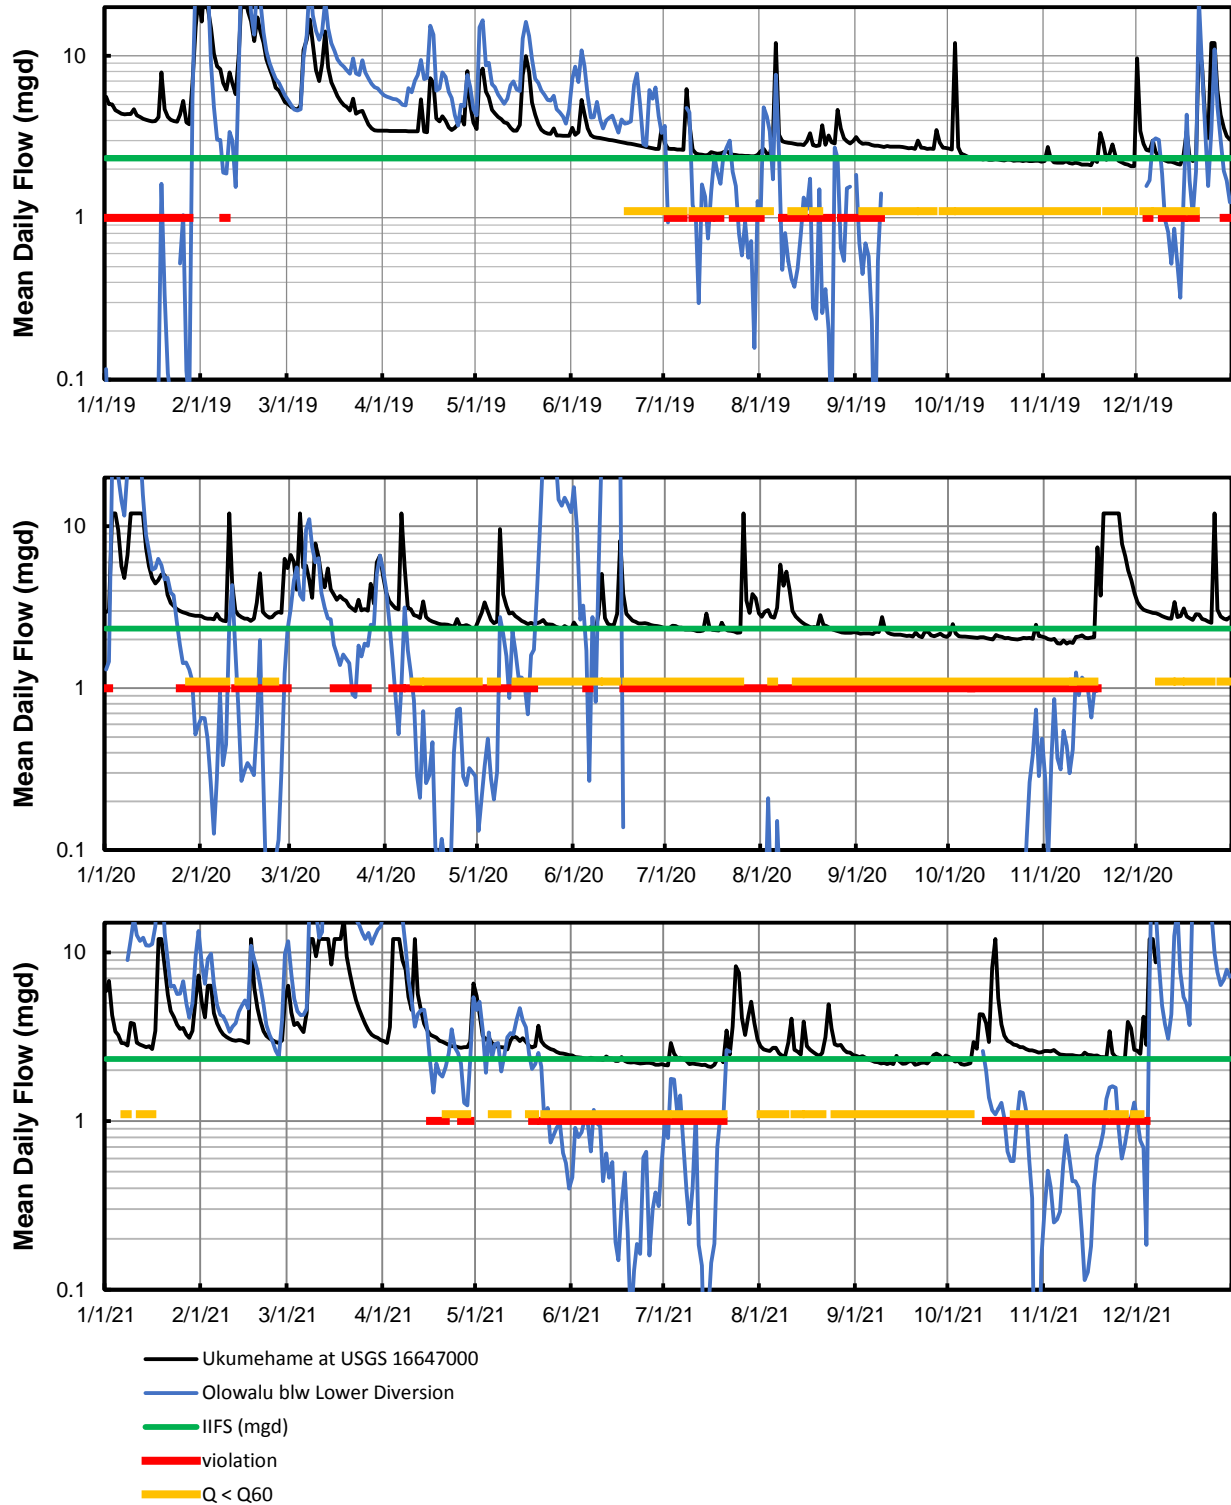 Mean Daily Flow (mgd)
10
1
0.1
1/1/19 2/1/19 3/1/19 4/1/19 5/1/19 6/1/19 7/1/19 8/1/19 9/1/19 10/1/19 11/1/19 12/1/19
Mean Daily Flow (mgd)
10
1
0.1
1/1/20 2/1/20 3/1/20 4/1/20 5/1/20 6/1/20 7/1/20 8/1/20 9/1/20 10/1/20 11/1/20 12/1/20
Mean Daily Flow (mgd)
10
1
0.1
1/1/21 2/1/21 3/1/21 4/1/21 5/1/21 6/1/21 7/1/21 8/1/21 9/1/21 10/1/21 11/1/21 12/1/21
Ukumehame at USGS 16647000
Olowalu blw Lower Diversion
IIFS (mgd)
violation
Q < Q60